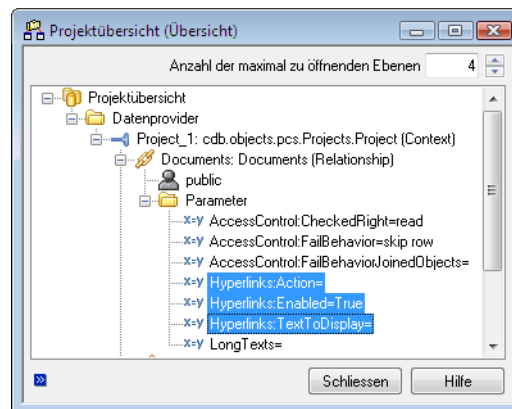 Projektübersicht (Übersicht)
Anzahl der maximal zu öffnenden Ebenen 4
Projektübersicht
Datenprovider
Project_1: cdb.objects.pcs.Projects.Project (Context)
Documents: Documents (Relationship)
public
Parameter
x=y AccessControl:CheckedRight=read
x=y AccessControl:FailBehavior=skip row
x=y AccessControl:FailBehaviorJoinedObjects=
x=y Hyperlinks:Action=
x=y Hyperlinks:Enabled=True
x=y Hyperlinks:TextToDisplay=
x=y LongTexts=
Schliessen Hilfe